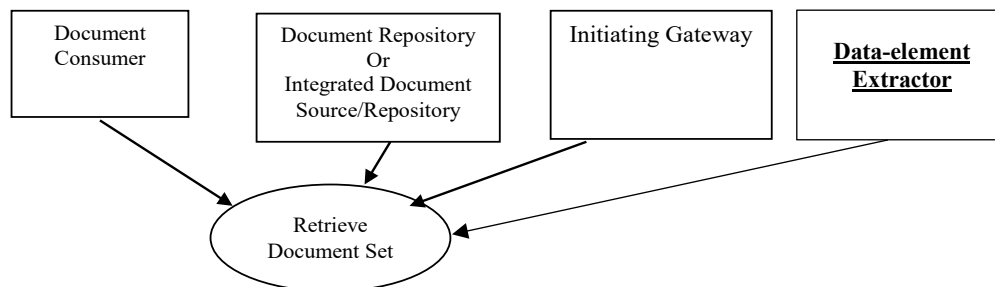 Document
Consumer
Document Repository
Or
Integrated Document
Source/Repository
Initiating Gateway
Data-element
Extractor
Retrieve
Document Set